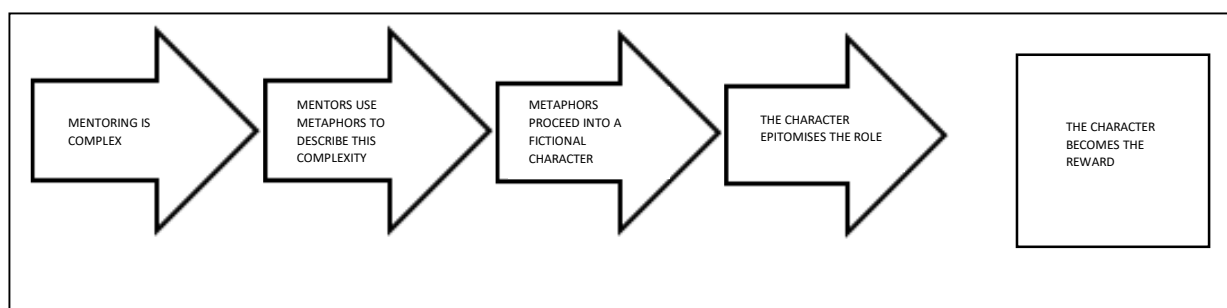 MENTORING IS
COMPLEX
MENTORS USE
METAPHORS TO
DESCRIBE THIS
COMPLEXITY
METAPHORS
PROCEED INTO A
FICTIONAL
CHARACTER
THE CHARACTER
EPITOMISES THE ROLE
THE CHARACTER
BECOMES THE
REWARD